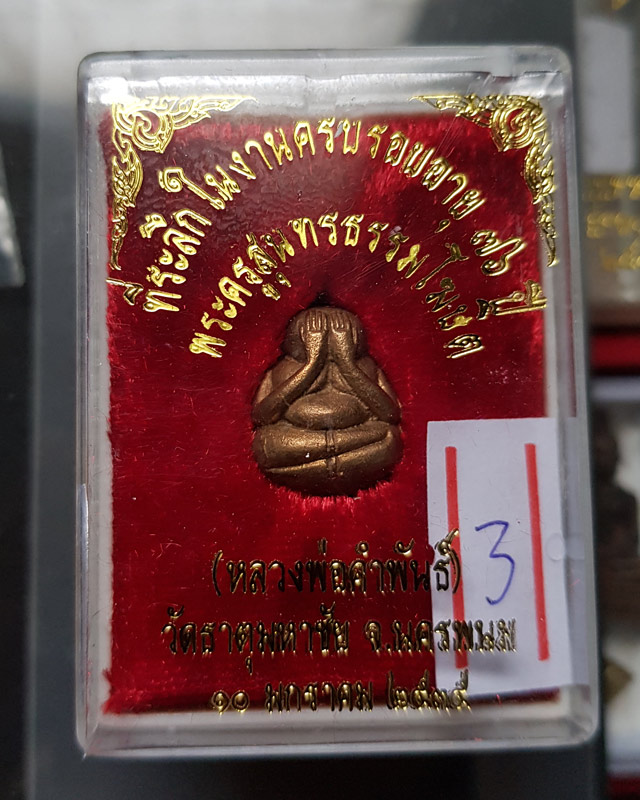 ที่ระลึกในงานครบรอบอายุ ๗๖ ปี
พระครูสุนทรธรรมโฆษิต
(หลวงพ่อคำพันธ์)
3
วัดธาตุมหาชัย จ.นครพนม
๑๐ มกราคม ๒๕๓๕